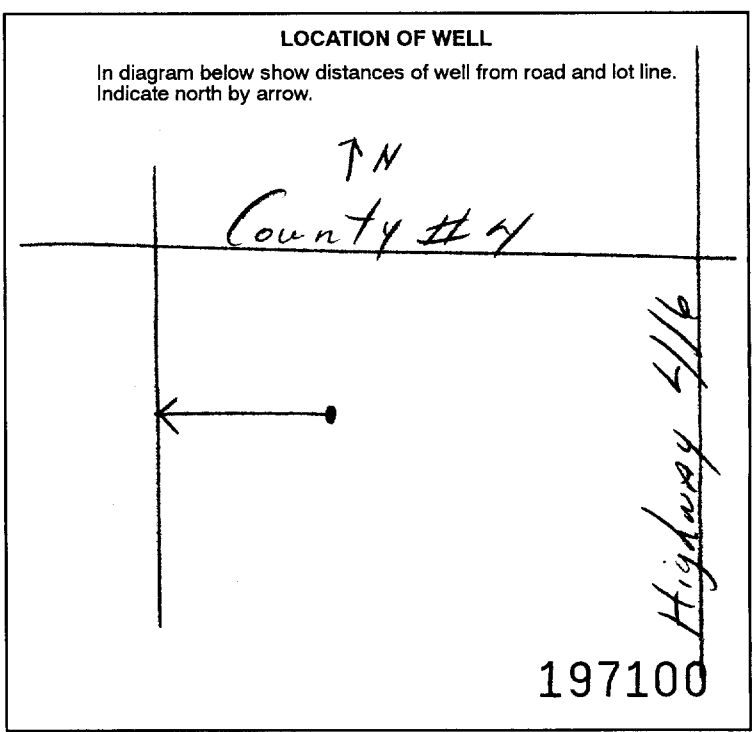 LOCATION OF WELL
In diagram below show distances of well from road and lot line.
Indicate north by arrow.
↑ N
County # 4
Highway 416
197100